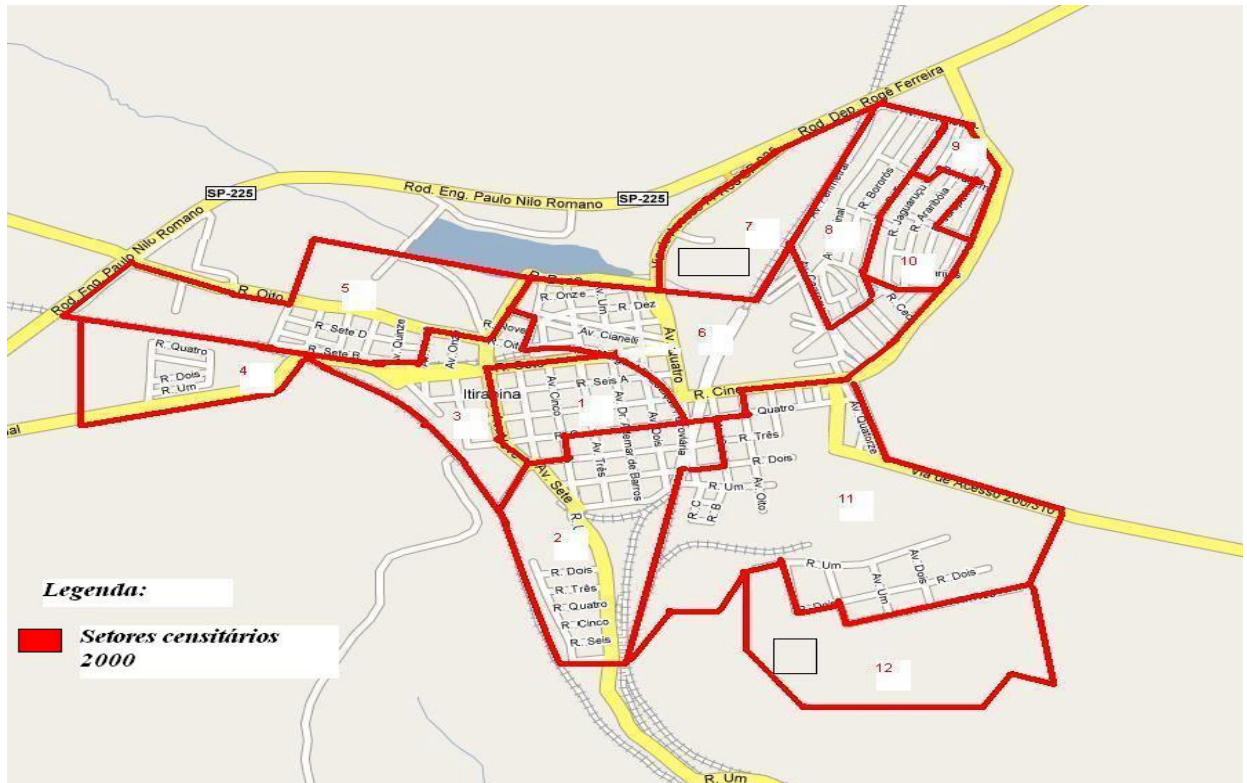 Rod. Dep. Rogê Ferreira
SP-225
Rod. Eng. Paulo Nilo Romano
SP-225
Rod. Eng. Paulo Nilo Romano
9
7
8
R. Bororós
R. Jaguaruçu
R. Araribóia
10
5
R. Oito
R. Onze
Av. Um
R. Dez
R. Nove
Av. Cianelli
6
Av. Quatro
R. Sete D
Av. Quinze
R. Sete B
R. Quatro
R. Dois
R. Um
4
R. Seis A
R. Cinco
Itirapina
1
3
Av. Cinco
Av. Três
Av. Dr. Ademar de Barros
Av. Dois
Quatro
R. Três
R. Dois
Av. Oito
R. Um
R. C
R. B
Av. Quatorze
Via de Acesso 200/310
Av. Sete
11
2
R. Dois
R. Três
R. Quatro
R. Cinco
R. Seis
R. Um
Av. Um
Av. Dois
R. Dois
12
Legenda:
Setores censitários
2000
R. Um